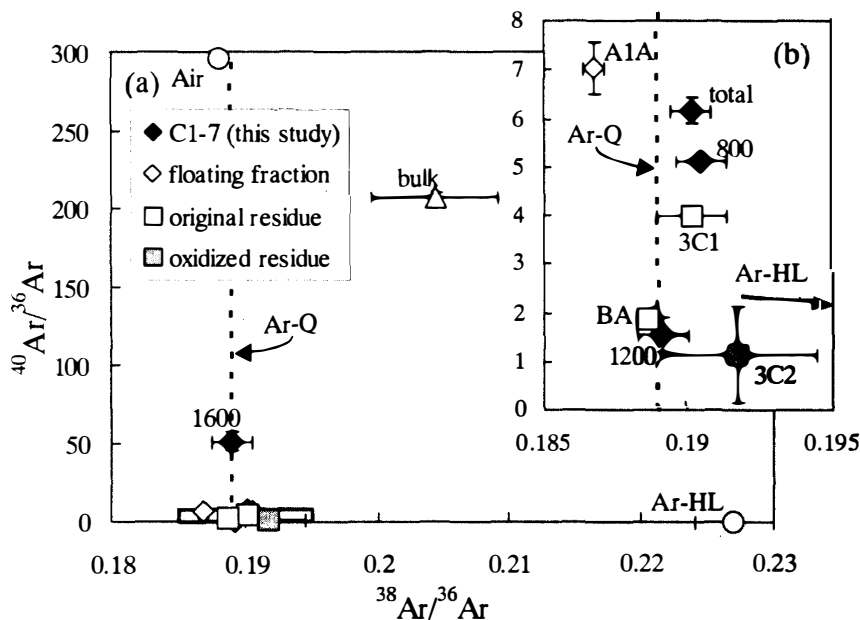 (a)
Air
C1-7 (this study)
floating fraction
original residue
oxidized residue
bulk
Ar-Q
1600
Ar-HL
300
250
200
150
100
50
0
⁴⁰Ar/³⁶Ar
0.18
0.19
0.2
0.21
0.22
0.23
³⁸Ar/³⁶Ar
(b)
A1A
total
Ar-Q
800
3C1
Ar-HL
BA
1200
3C2
8
7
6
5
4
3
2
1
0
0.185
0.19
0.195